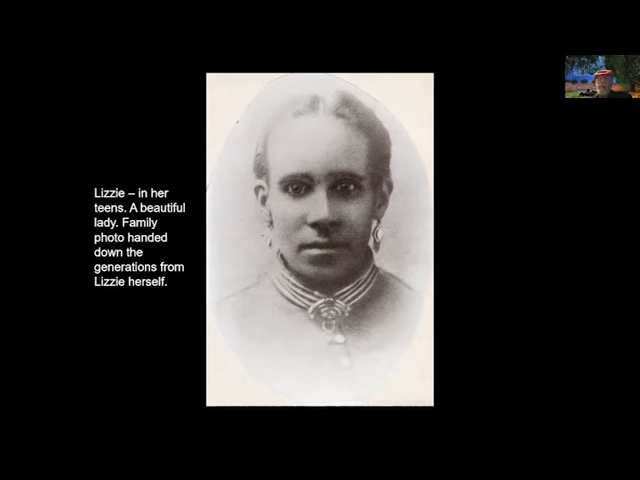 Lizzie – in her
teens. A beautiful
lady. Family
photo handed
down the
generations from
Lizzie herself.